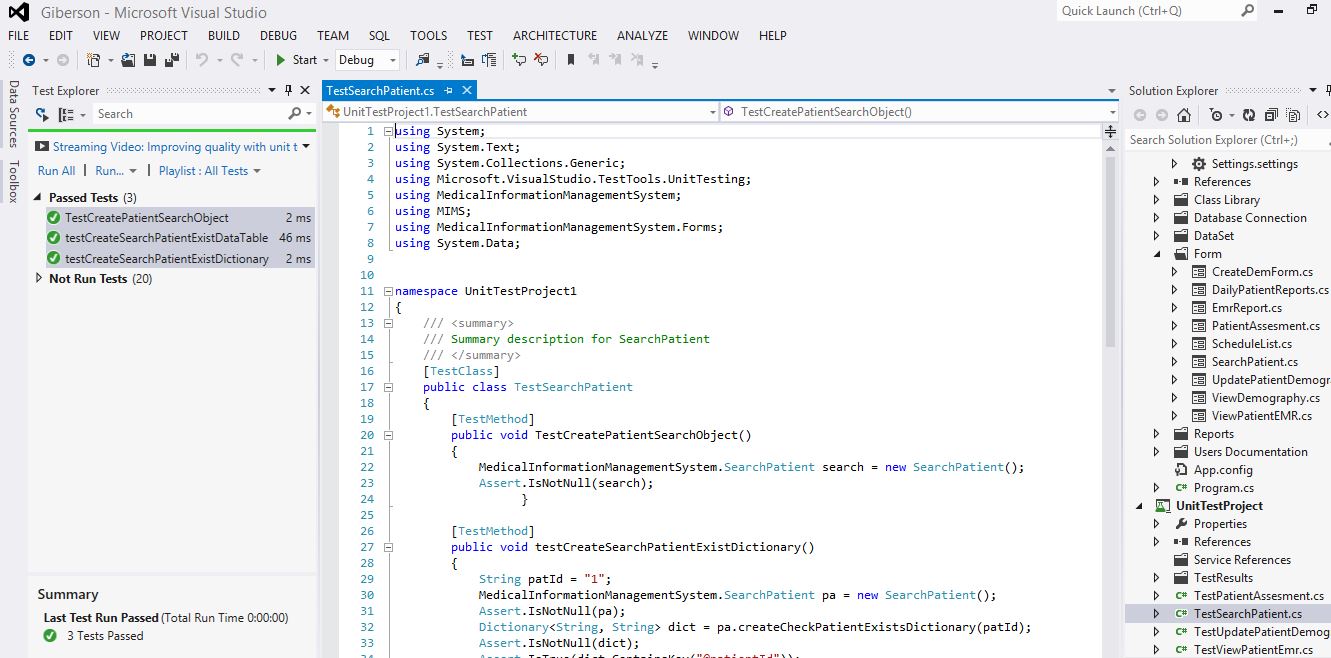 Giberson - Microsoft Visual Studio
Quick Launch (Ctrl+Q)
FILE EDIT VIEW PROJECT BUILD DEBUG TEAM SQL TOOLS TEST ARCHITECTURE ANALYZE WINDOW HELP
Start Debug
Data Sources
Toolbox
Test Explorer
Search
Streaming Video: Improving quality with unit t
Run All | Run... | Playlist : All Tests
Passed Tests (3)
TestCreatePatientSearchObject 2 ms
testCreateSearchPatientExistDataTable 46 ms
testCreateSearchPatientExistDictionary 2 ms
Not Run Tests (20)
Summary
Last Test Run Passed (Total Run Time 0:00:00)
3 Tests Passed
TestSearchPatient.cs
UnitTestProject1.TestSearchPatient TestCreatePatientSearchObject()
1 using System;
2 using System.Text;
3 using System.Collections.Generic;
4 using Microsoft.VisualStudio.TestTools.UnitTesting;
5 using MedicalInformationManagementSystem;
6 using MIMS;
7 using MedicalInformationManagementSystem.Forms;
8 using System.Data;
9
10
11 namespace UnitTestProject1
12 {
13 /// <summary>
14 /// Summary description for SearchPatient
15 /// </summary>
16 [TestClass]
17 public class TestSearchPatient
18 {
19 [TestMethod]
20 public void TestCreatePatientSearchObject()
21 {
22 MedicalInformationManagementSystem.SearchPatient search = new SearchPatient();
23 Assert.IsNotNull(search);
24 }
25
26 [TestMethod]
27 public void testCreateSearchPatientExistDictionary()
28 {
29 String patId = "1";
30 MedicalInformationManagementSystem.SearchPatient pa = new SearchPatient();
31 Assert.IsNotNull(pa);
32 Dictionary<String, String> dict = pa.createCheckPatientExistsDictionary(patId);
33 Assert.IsNotNull(dict);
34 Assert.IsTrue(dict.ContainsKey("@patientId"));
Solution Explorer
Search Solution Explorer (Ctrl+;)
Settings.settings
References
Class Library
Database Connection
DataSet
Form
CreateDemForm.cs
DailyPatientReports.cs
EmrReport.cs
PatientAssesment.cs
ScheduleList.cs
SearchPatient.cs
UpdatePatientDemogr
ViewDemography.cs
ViewPatientEMR.cs
Reports
Users Documentation
App.config
C# Program.cs
UnitTestProject
Properties
References
Service References
TestResults
C# TestPatientAssesment.cs
C# TestSearchPatient.cs
C# TestUpdatePatientDemog
C# TestViewPatientEmr.cs